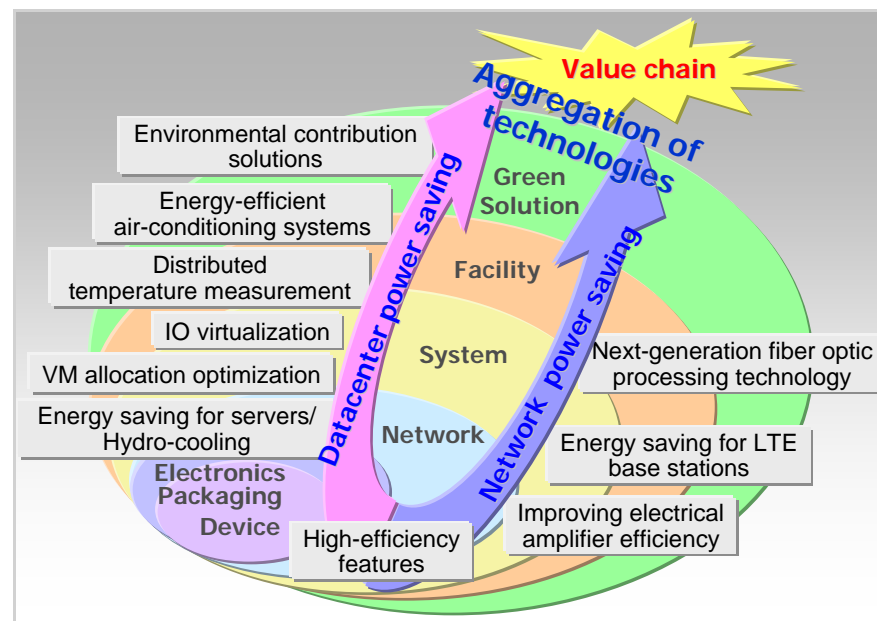 Value chain
Aggregation of
technologies
Environmental contribution
solutions
Green
Solution
Energy-efficient
air-conditioning systems
Datacenter power saving
Network power saving
Facility
Distributed
temperature measurement
IO virtualization
System
Next-generation fiber optic
processing technology
VM allocation optimization
Energy saving for servers/
Hydro-cooling
Network
Energy saving for LTE
base stations
Electronics
Packaging
Device
Improving electrical
amplifier efficiency
High-efficiency
features